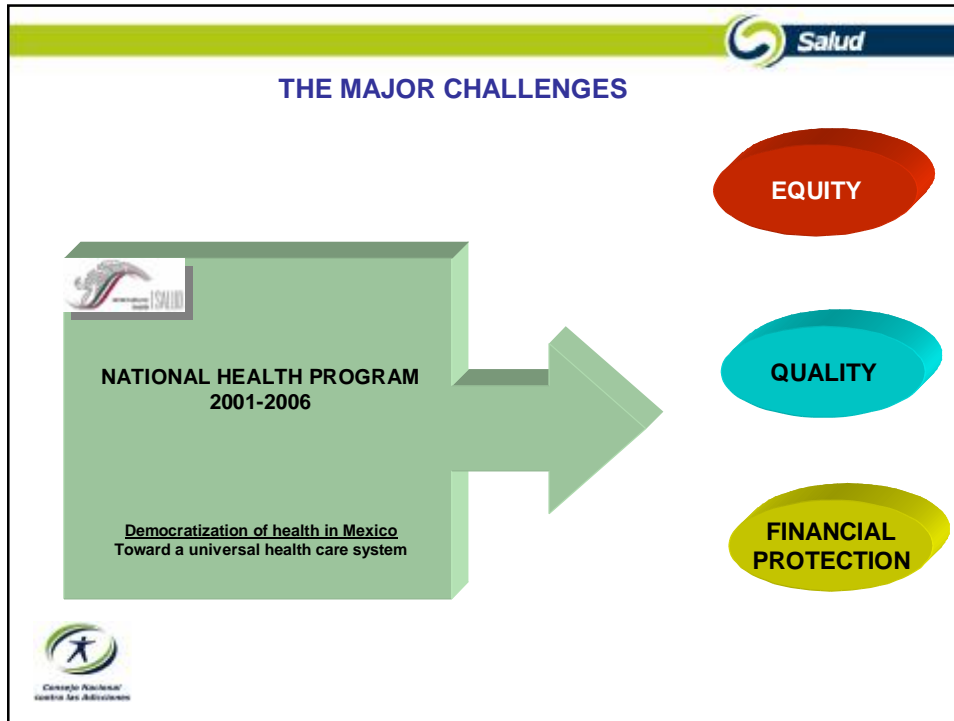 Salud
THE MAJOR CHALLENGES
EQUITY
SALUD
NATIONAL HEALTH PROGRAM
2001-2006
QUALITY
Democratization of health in Mexico
Toward a universal health care system
FINANCIAL
PROTECTION
Consejo Nacional
contra las Adicciones